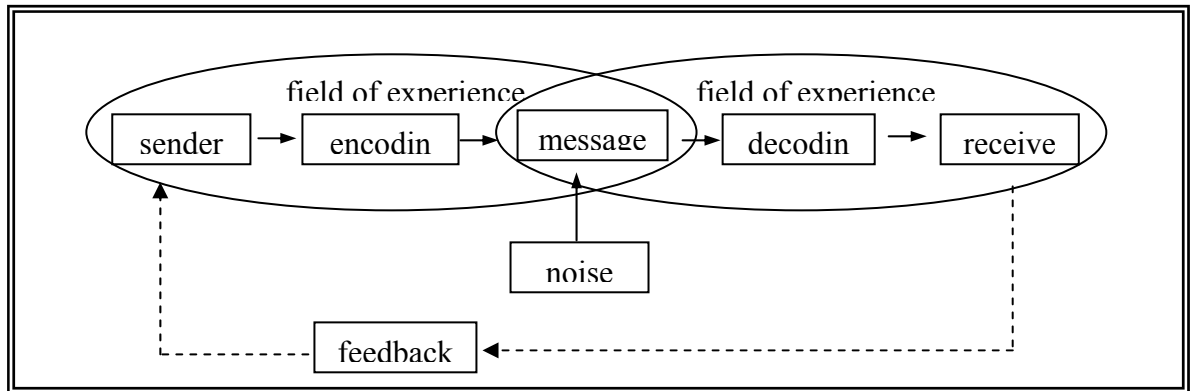 field of experience
field of experience
sender
encodin
message
decodin
receive
noise
feedback